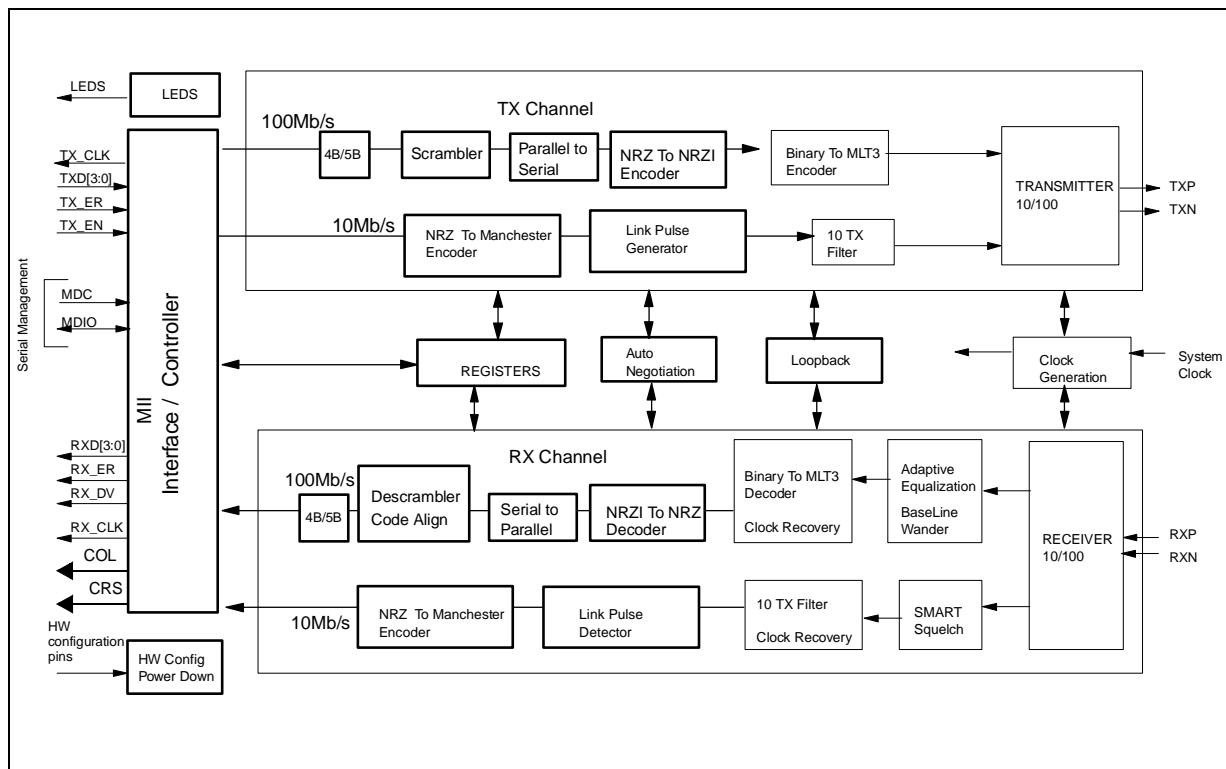 LEDS
LEDS
TX Channel
100Mb/s
4B/5B
Scrambler
Parallel to
Serial
NRZ To NRZI
Encoder
Binary To MLT3
Encoder
TRANSMITTER
10/100
TXP
TXN
TX_CLK
TXD[3:0]
TX_ER
TX_EN
10Mb/s
NRZ To Manchester
Encoder
Link Pulse
Generator
10 TX
Filter
Serial Management
MDC
MDIO
MII
Interface / Controller
REGISTERS
Auto
Negotiation
Loopback
Clock
Generation
System
Clock
RX Channel
RXD[3:0]
RX_ER
RX_DV
RX_CLK
COL
CRS
100Mb/s
4B/5B
Descrambler
Code Align
Serial to
Parallel
NRZI To NRZ
Decoder
Binary To MLT3
Decoder
Clock Recovery
Adaptive
Equalization
BaseLine
Wander
RECEIVER
10/100
RXP
RXN
10Mb/s
NRZ To Manchester
Encoder
Link Pulse
Detector
10 TX Filter
Clock Recovery
SMART
Squelch
HW
configuration
pins
HW Config
Power Down